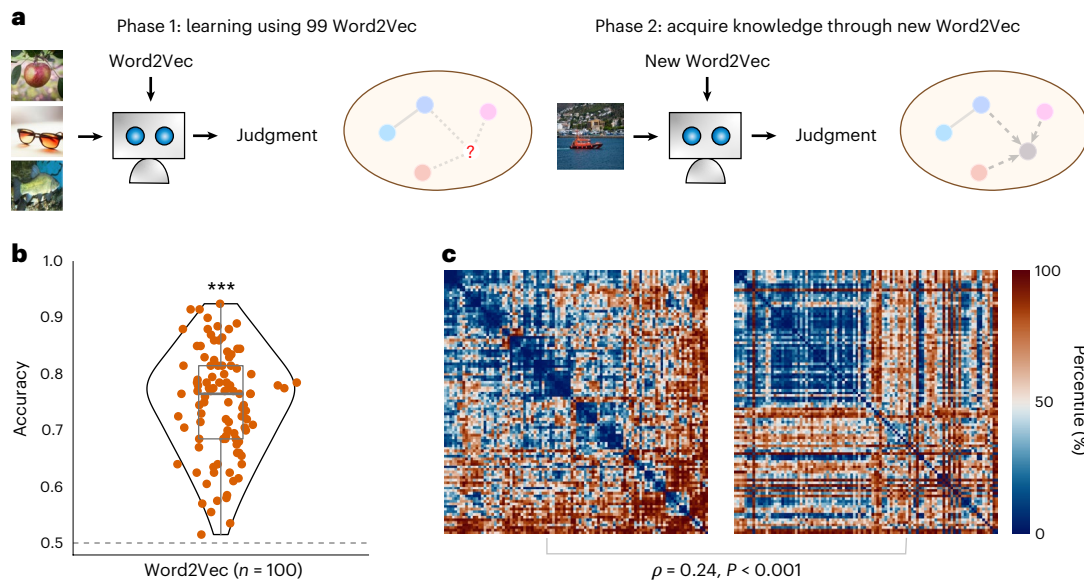 a
Phase 1: learning using 99 Word2Vec
Phase 2: acquire knowledge through new Word2Vec
Word2Vec
New Word2Vec
Judgment
?
Judgment
b
1.0
0.9
0.8
0.7
0.6
0.5
Accuracy
***
Word2Vec (n = 100)
c
100
50
0
Percentile (%)
ρ = 0.24, P < 0.001